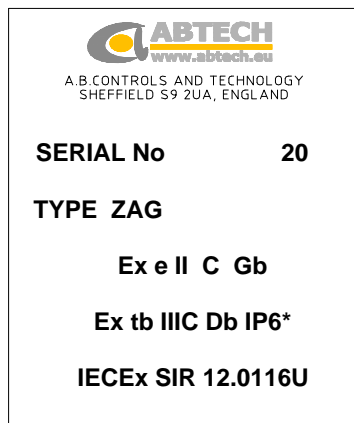 ABTECH
www.abtech.eu
A.B.CONTROLS AND TECHNOLOGY
SHEFFIELD S9 2UA, ENGLAND
SERIAL No 20
TYPE ZAG
Ex e II C Gb
Ex tb IIIC Db IP6*
IECEx SIR 12.0116U